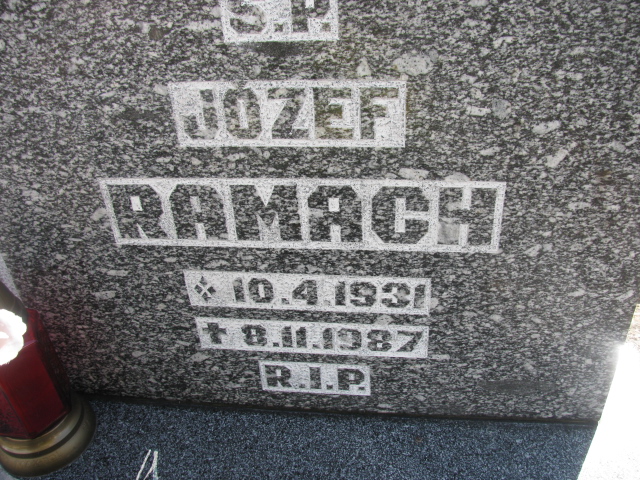 S.P.
JOZEF
RAMACH
10.4.1931
✝ 8.11.1987
R.I.P.